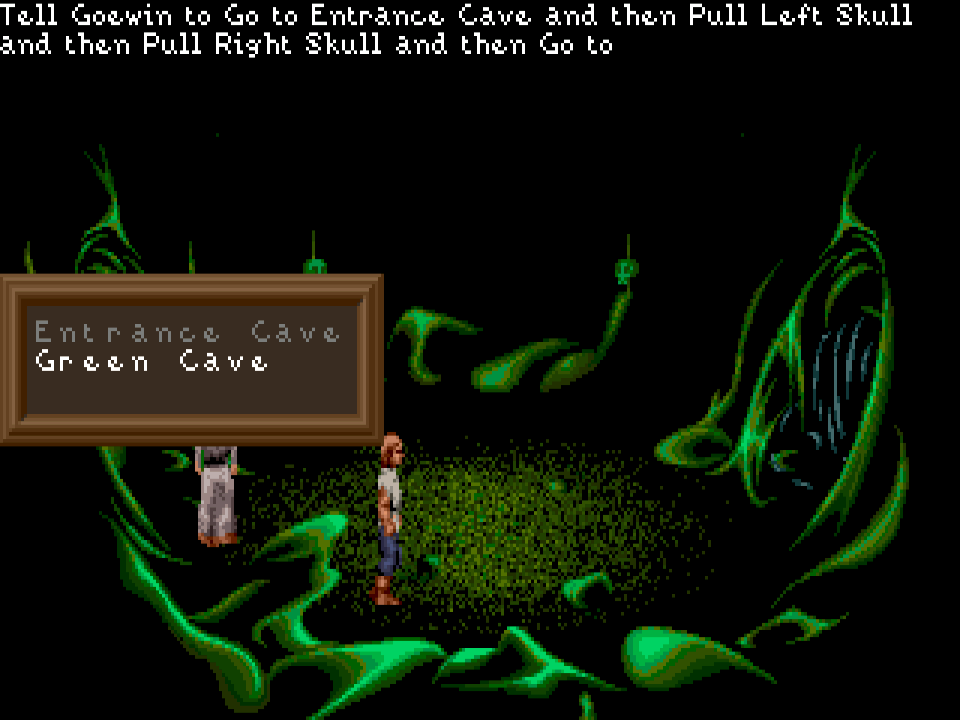 Tell Goewin to Go to Entrance Cave and then Pull Left Skull
and then Pull Right Skull and then Go to
Entrance Cave
Green Cave